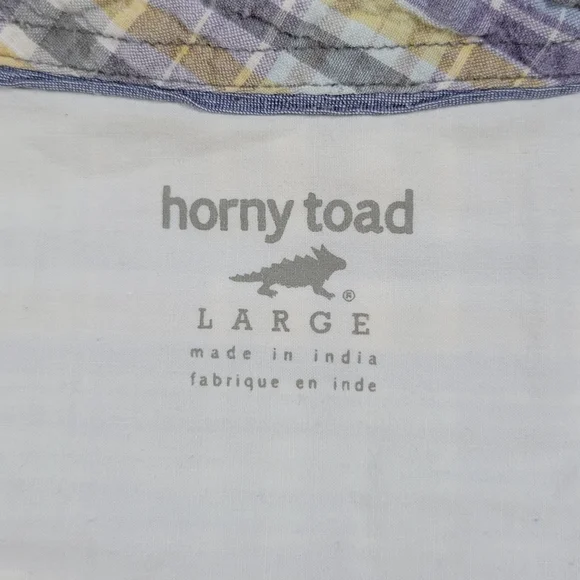 horny toad
®
LARGE
made in india
fabrique en inde